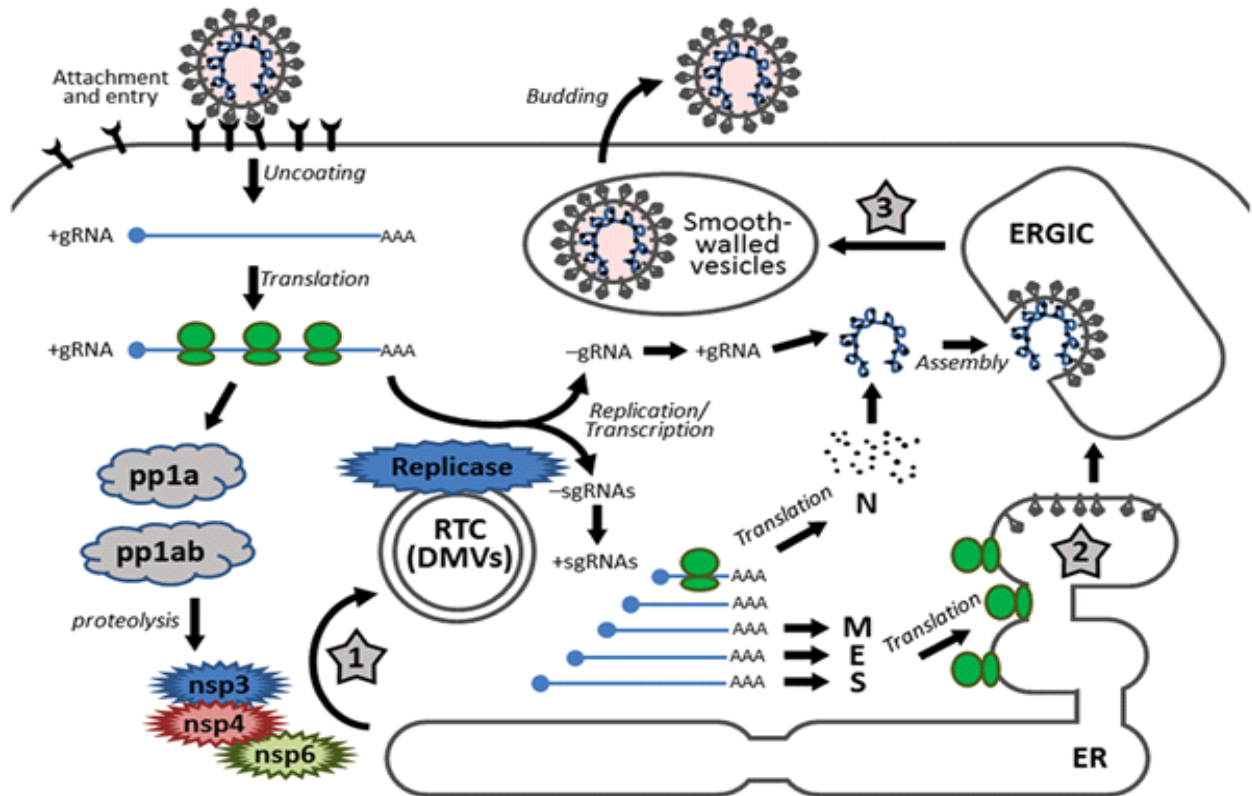 Attachment
and entry
Budding
Uncoating
+gRNA
AAA
Translation
+gRNA
AAA
pp1a
pp1ab
proteolysis
nsp3
nsp4
nsp6
1
Replicase
RTC
(DMVs)
Replication/
Transcription
–gRNA
+gRNA
–sgRNAs
+sgRNAs
AAA
AAA
AAA
AAA
AAA
M
E
S
Translation
N
Translation
Assembly
Smooth-
walled
vesicles
3
ERGIC
2
ER